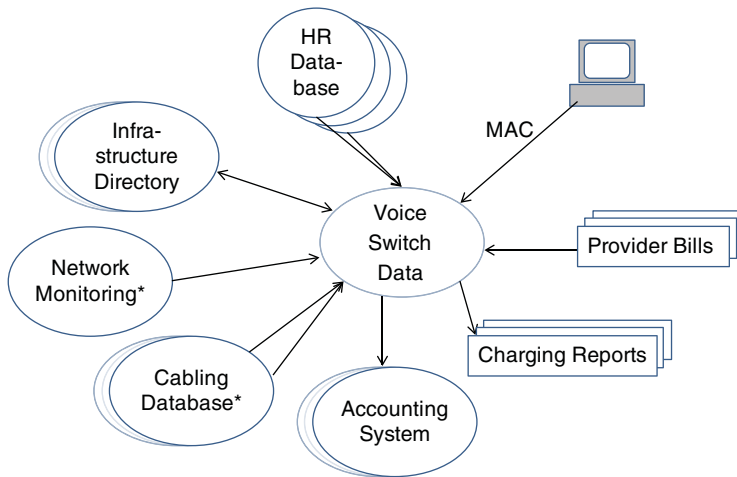 HR
Data-
base
MAC
Infra-
structure
Directory
Voice
Switch
Data
Provider Bills
Network
Monitoring*
Charging Reports
Cabling
Database*
Accounting
System